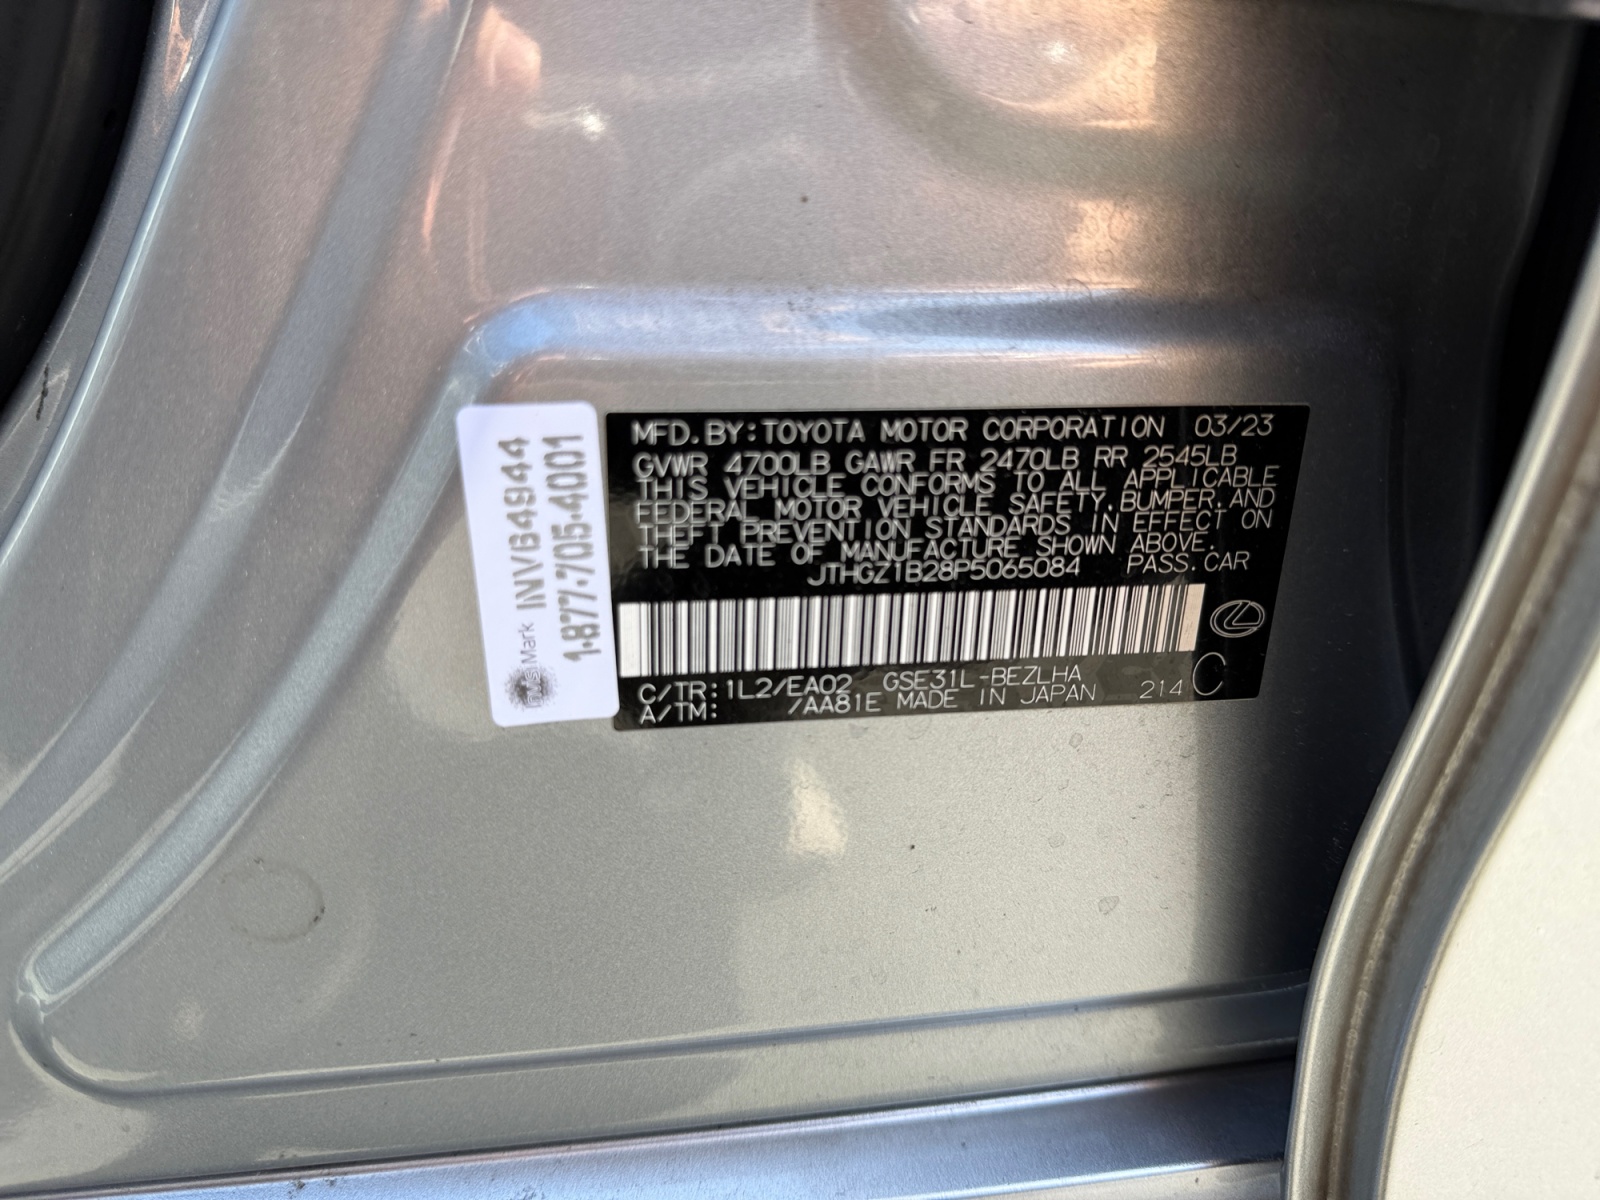 MFD.BY:TOYOTA MOTOR CORPORATION 03/23
GVWR 4700LB GAWR FR 2470LB RR 2545LB
THIS VEHICLE CONFORMS TO ALL APPLICABLE
FEDERAL MOTOR VEHICLE SAFETY,BUMPER,AND
THEFT PREVENTION STANDARDS IN EFFECT ON
THE DATE OF MANUFACTURE SHOWN ABOVE.
JTHGZ1B28P5065084 PASS.CAR
C/TR:1L2/EA02 GSE31L-BEZLHA
A/TM: /AA81E MADE IN JAPAN 214 C
Mark INV64944
1·877·705·4001